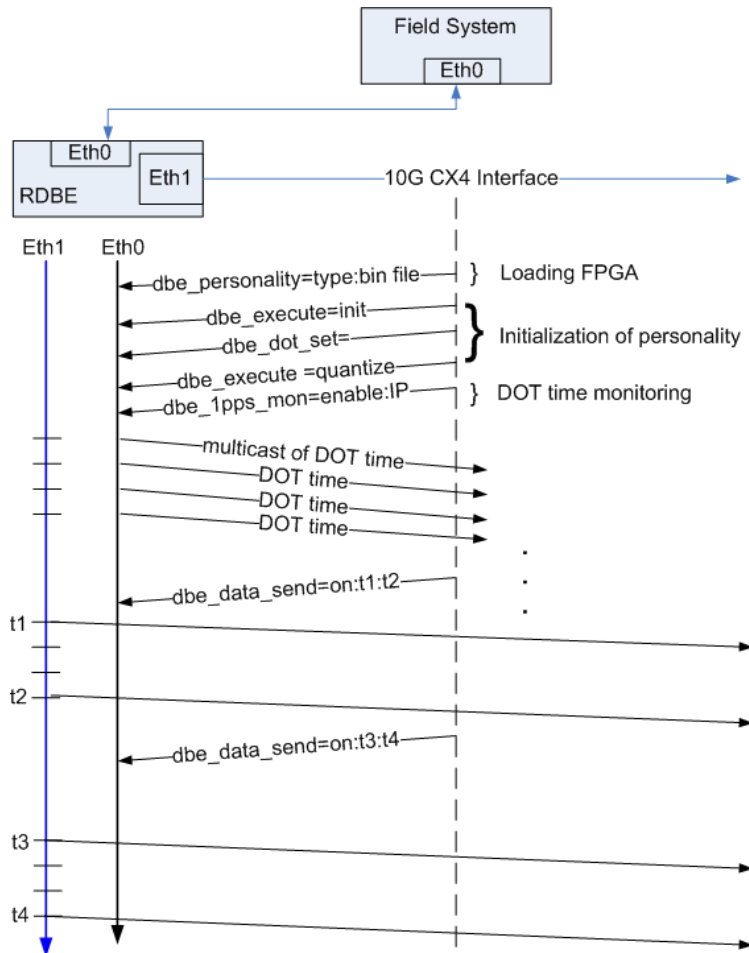 Field System
Eth0
Eth0
Eth1
RDBE
10G CX4 Interface
Eth1
Eth0
dbe_personality=type:bin file
} Loading FPGA
dbe_execute=init
dbe_dot_set=
} Initialization of personality
dbe_execute =quantize
dbe_1pps_mon=enable:IP
} DOT time monitoring
multicast of DOT time
DOT time
DOT time
DOT time
.
.
.
dbe_data_send=on:t1:t2
t1
t2
dbe_data_send=on:t3:t4
t3
t4